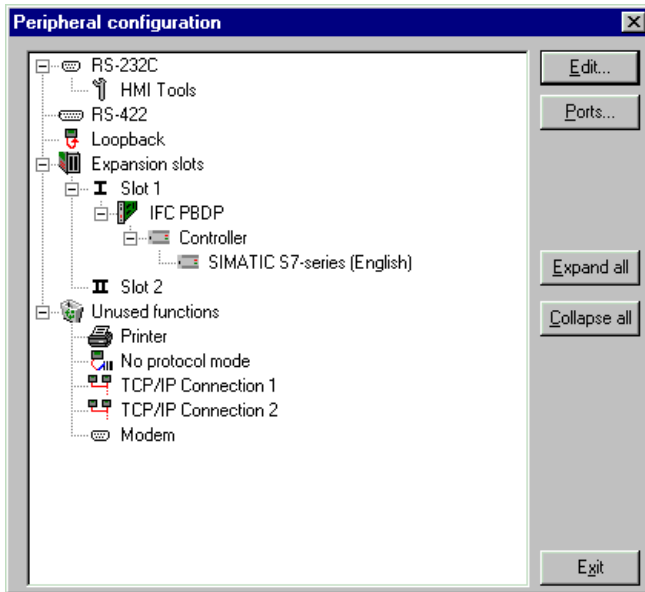 Peripheral configuration
RS-232C
HMI Tools
RS-422
Loopback
Expansion slots
I Slot 1
IFC PBDP
Controller
SIMATIC S7-series (English)
II Slot 2
Unused functions
Printer
No protocol mode
TCP/IP Connection 1
TCP/IP Connection 2
Modem
Edit...
Ports...
Expand all
Collapse all
Exit